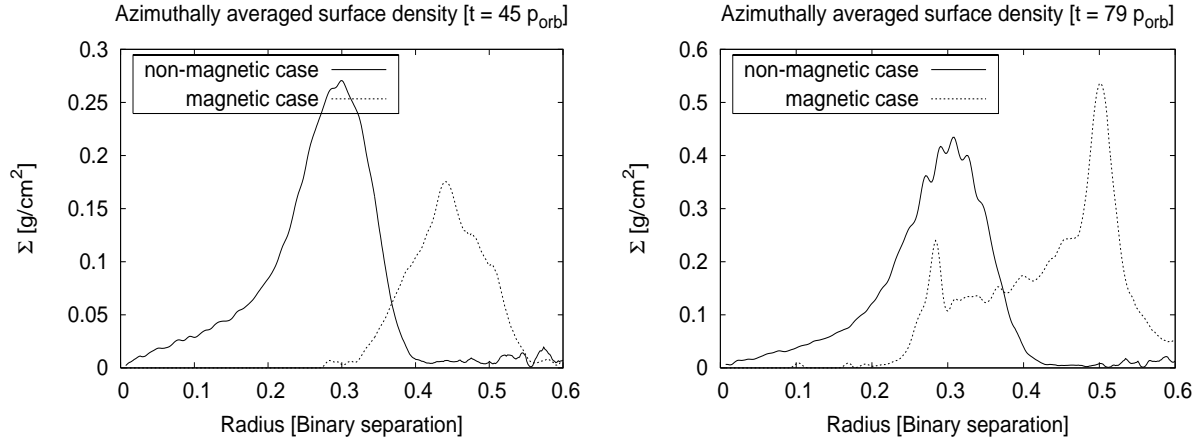 Azimuthally averaged surface density [t = 45 p_orb]
0.3
0.25
0.2
0.15
0.1
0.05
0
Σ [g/cm²]
non-magnetic case
magnetic case
0 0.1 0.2 0.3 0.4 0.5 0.6
Radius [Binary separation]
Azimuthally averaged surface density [t = 79 p_orb]
0.6
0.5
0.4
0.3
0.2
0.1
0
Σ [g/cm²]
non-magnetic case
magnetic case
0 0.1 0.2 0.3 0.4 0.5 0.6
Radius [Binary separation]